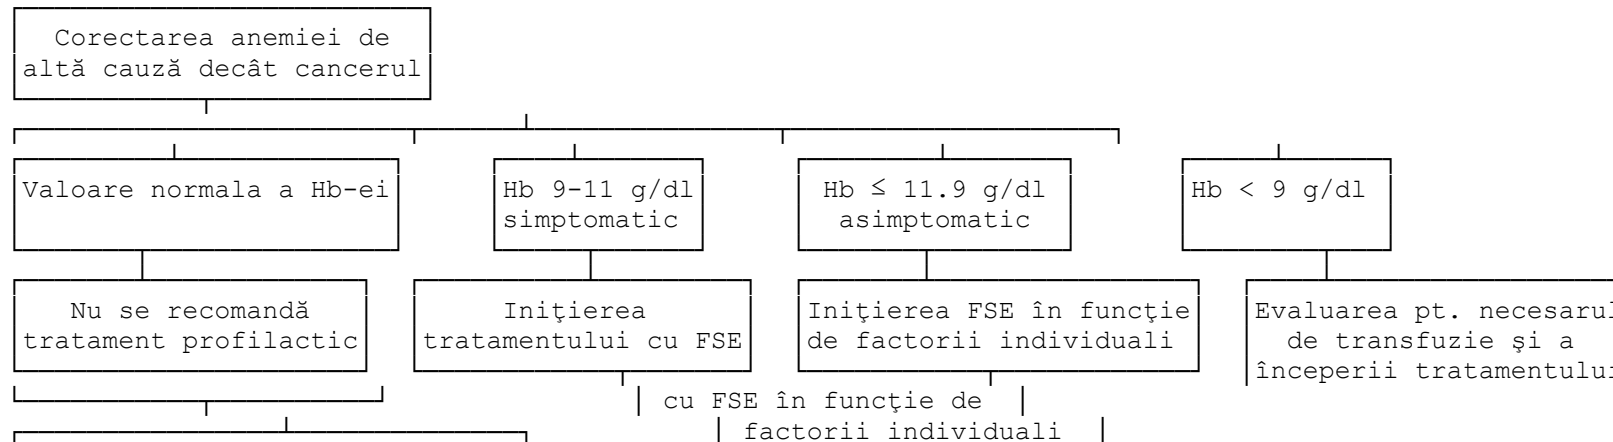 Corectarea anemiei de
altă cauză decât cancerul
Valoare normala a Hb-ei
Hb 9-11 g/dl
simptomatic
Hb ≤ 11.9 g/dl
asimptomatic
Hb < 9 g/dl
Nu se recomandă
tratament profilactic
Iniţierea
tratamentului cu FSE
Iniţierea FSE în funcţie
de factorii individuali
Evaluarea pt. necesarul
de transfuzie şi a
începerii tratamentului
cu FSE în funcţie de
factorii individuali